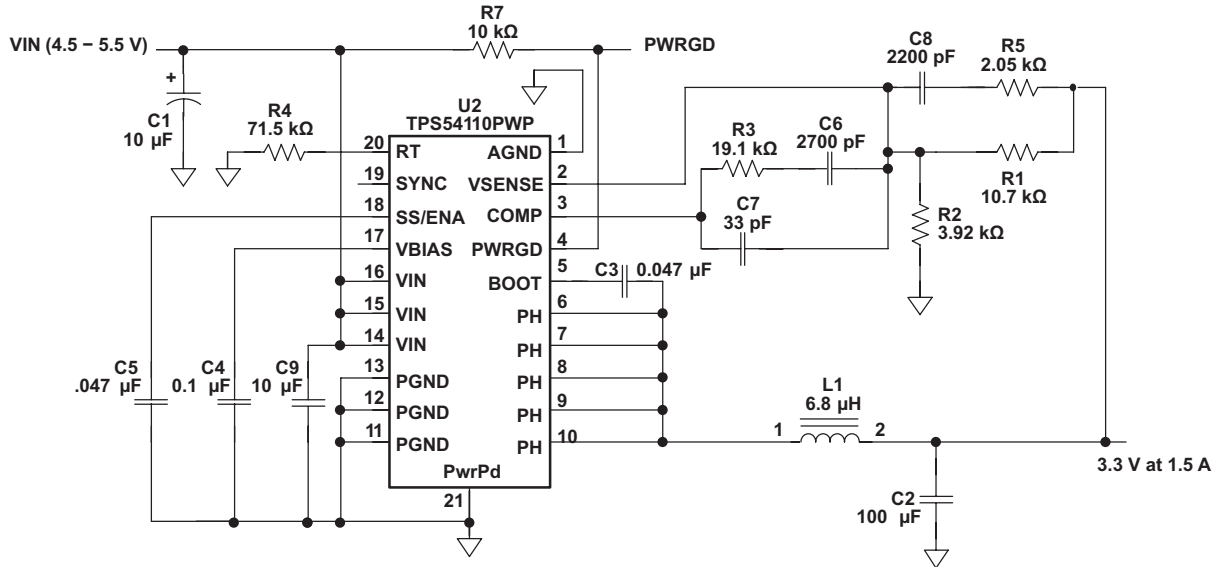 VIN (4.5 − 5.5 V)
R7
10 kΩ
PWRGD
C8
2200 pF
R5
2.05 kΩ
+
C1
10 µF
R4
71.5 kΩ
U2
TPS54110PWP
R3
19.1 kΩ
C6
2700 pF
R1
10.7 kΩ
C7
33 pF
R2
3.92 kΩ
20 RT
19 SYNC
18 SS/ENA
17 VBIAS
16 VIN
15 VIN
14 VIN
13 PGND
12 PGND
11 PGND
AGND 1
VSENSE 2
COMP 3
PWRGD 4
BOOT 5
PH 6
PH 7
PH 8
PH 9
PH 10
PwrPd
21
C3 0.047 µF
C5
.047 µF
C4
0.1 µF
C9
10 µF
L1
6.8 µH
1 2
3.3 V at 1.5 A
C2
100 µF